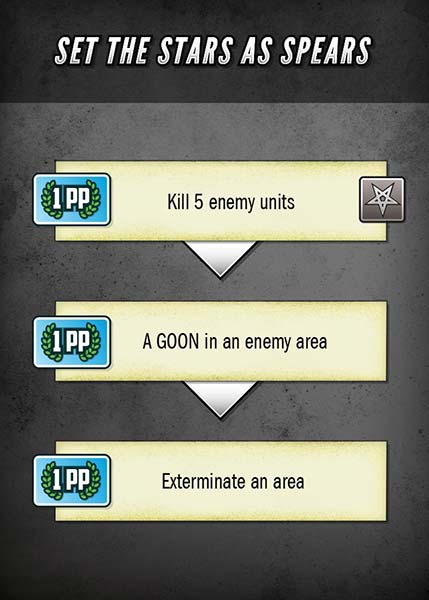 SET THE STARS AS SPEARS
1 PP
Kill 5 enemy units
1 PP
A GOON in an enemy area
1 PP
Exterminate an area